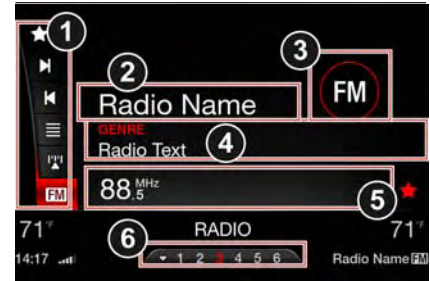 1
2
3
Radio Name
FM
GENRE
Radio Text
4
FM
88.5 MHz
5
71°F
RADIO
71°F
6
14:17
1 2 3 4 5 6
Radio Name FM